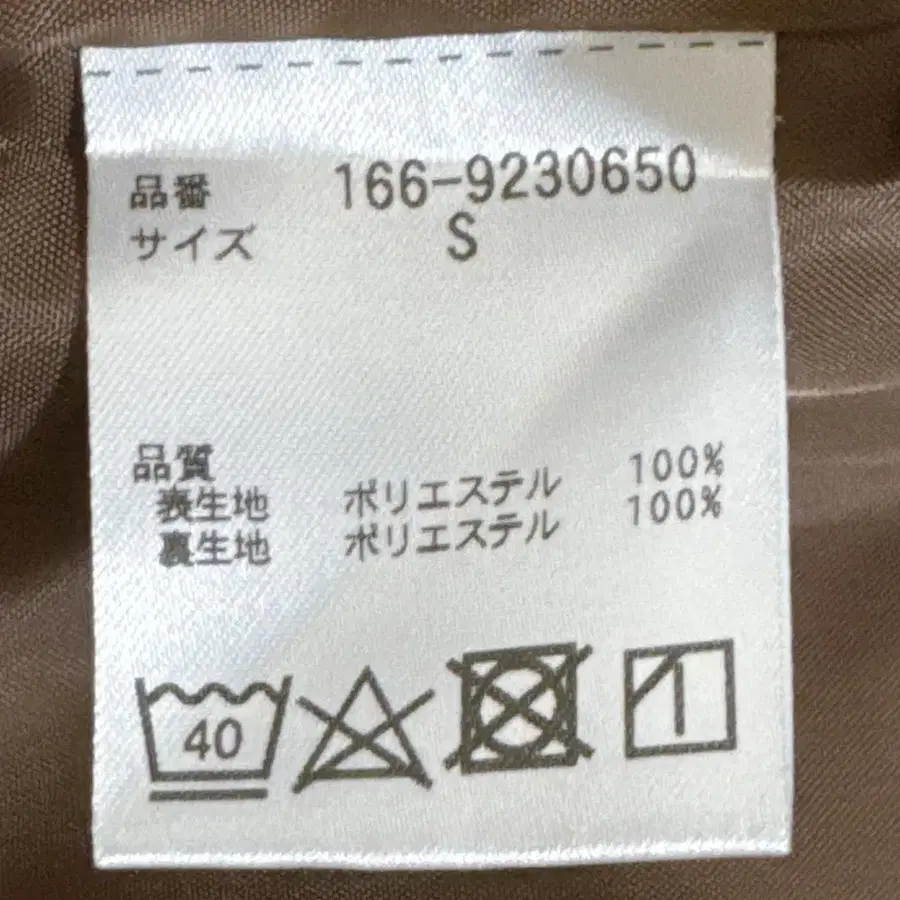 品番 166-9230650
サイズ S
品質
表生地 ポリエステル 100%
裏生地 ポリエステル 100%
40